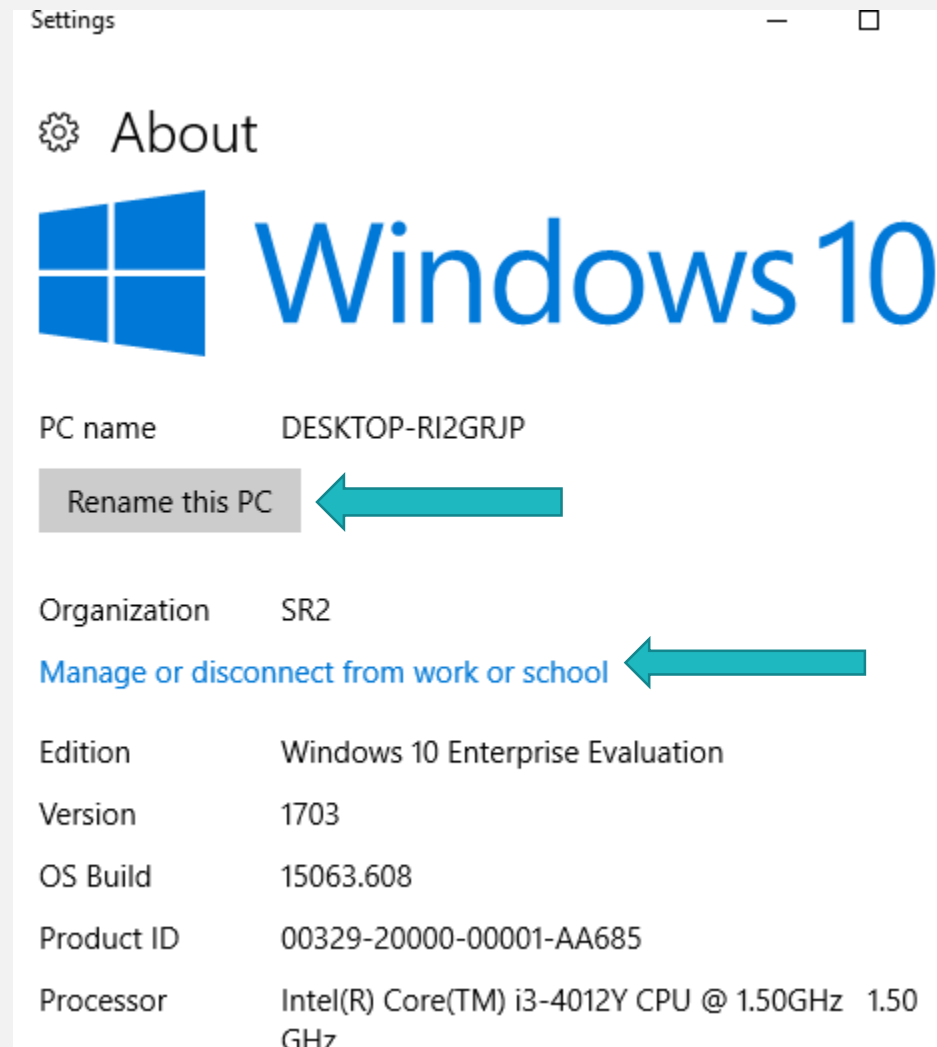 Settings
About
Windows 10
PC name DESKTOP-RI2GRJP
Rename this PC
Organization SR2
Manage or disconnect from work or school
Edition Windows 10 Enterprise Evaluation
Version 1703
OS Build 15063.608
Product ID 00329-20000-00001-AA685
Processor Intel(R) Core(TM) i3-4012Y CPU @ 1.50GHz 1.50
GHz